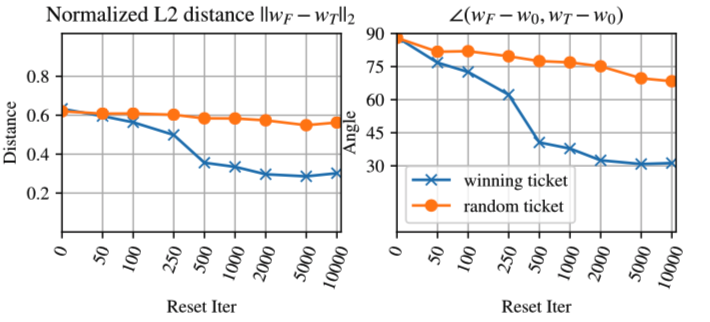 Normalized L2 distance ||w_F − w_T||_2
Distance
0.8
0.6
0.4
0.2
0 50 100 250 500 1000 2000 5000 10000
Reset Iter
∠(w_F − w_0, w_T − w_0)
Angle
90
75
60
45
30
winning ticket
random ticket
0 50 100 250 500 1000 2000 5000 10000
Reset Iter